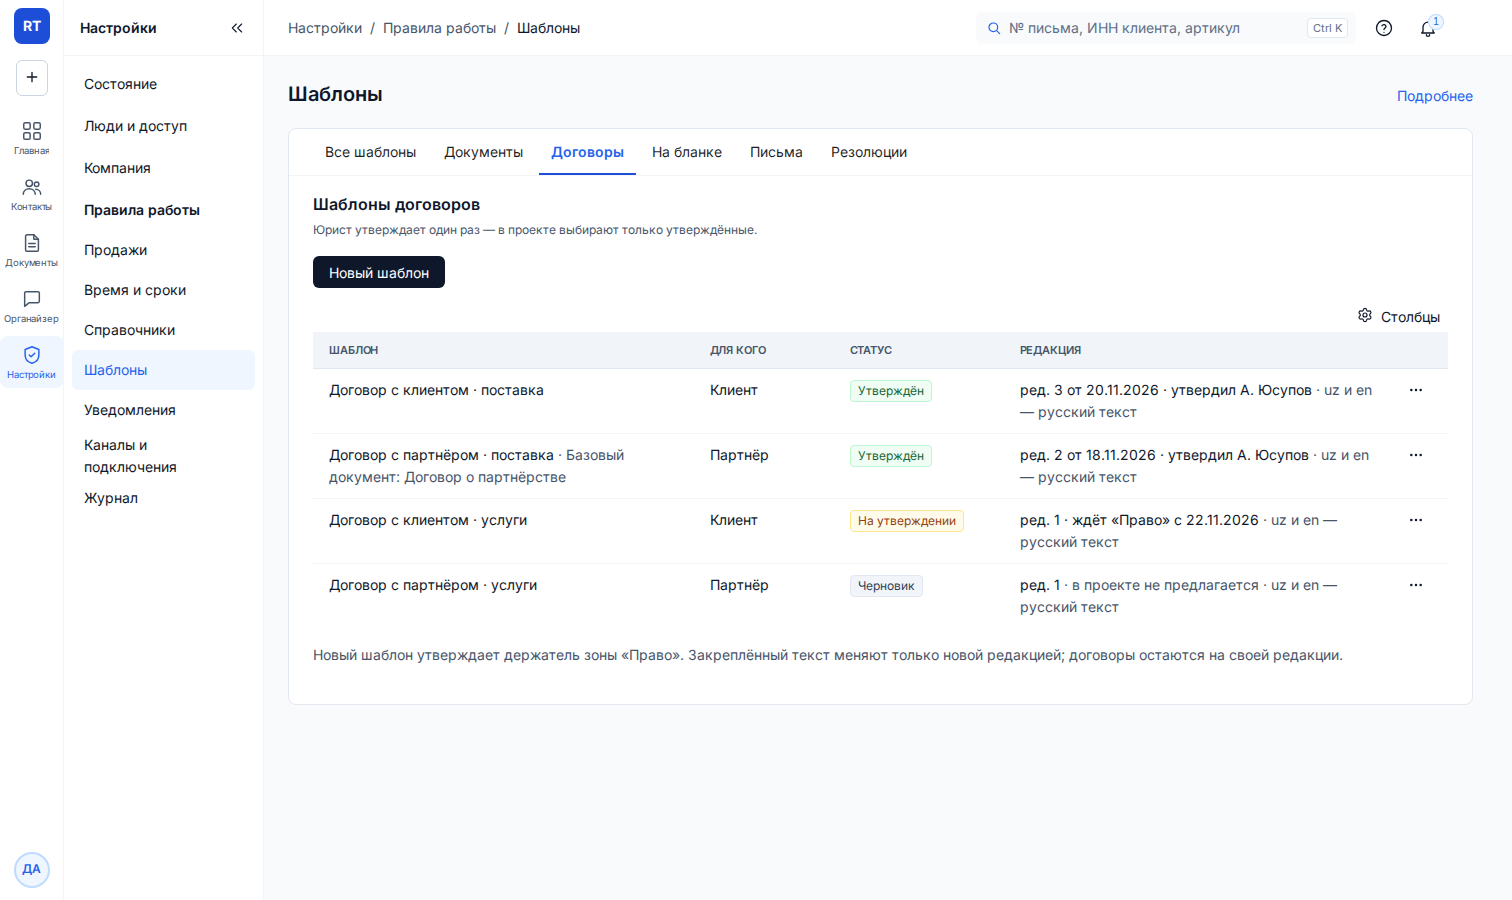 RT
Настройки
Настройки / Правила работы / Шаблоны
№ письма, ИНН клиента, артикул
Ctrl K
1
Главная
Контакты
Документы
Органайзер
Настройки
ДА
Состояние
Люди и доступ
Компания
Правила работы
Продажи
Время и сроки
Справочники
Шаблоны
Уведомления
Каналы и
подключения
Журнал
Шаблоны
Подробнее
Все шаблоны Документы Договоры На бланке Письма Резолюции
Шаблоны договоров
Юрист утверждает один раз — в проекте выбирают только утверждённые.
Новый шаблон
Столбцы
ШАБЛОН ДЛЯ КОГО СТАТУС РЕДАКЦИЯ
Договор с клиентом · поставка Клиент Утверждён ред. 3 от 20.11.2026 · утвердил А. Юсупов · uz и en
— русский текст
Договор с партнёром · поставка · Базовый Партнёр Утверждён ред. 2 от 18.11.2026 · утвердил А. Юсупов · uz и en
документ: Договор о партнёрстве — русский текст
Договор с клиентом · услуги Клиент На утверждении ред. 1 · ждёт «Право» с 22.11.2026 · uz и en —
русский текст
Договор с партнёром · услуги Партнёр Черновик ред. 1 · в проекте не предлагается · uz и en —
русский текст
Новый шаблон утверждает держатель зоны «Право». Закреплённый текст меняют только новой редакцией; договоры остаются на своей редакции.